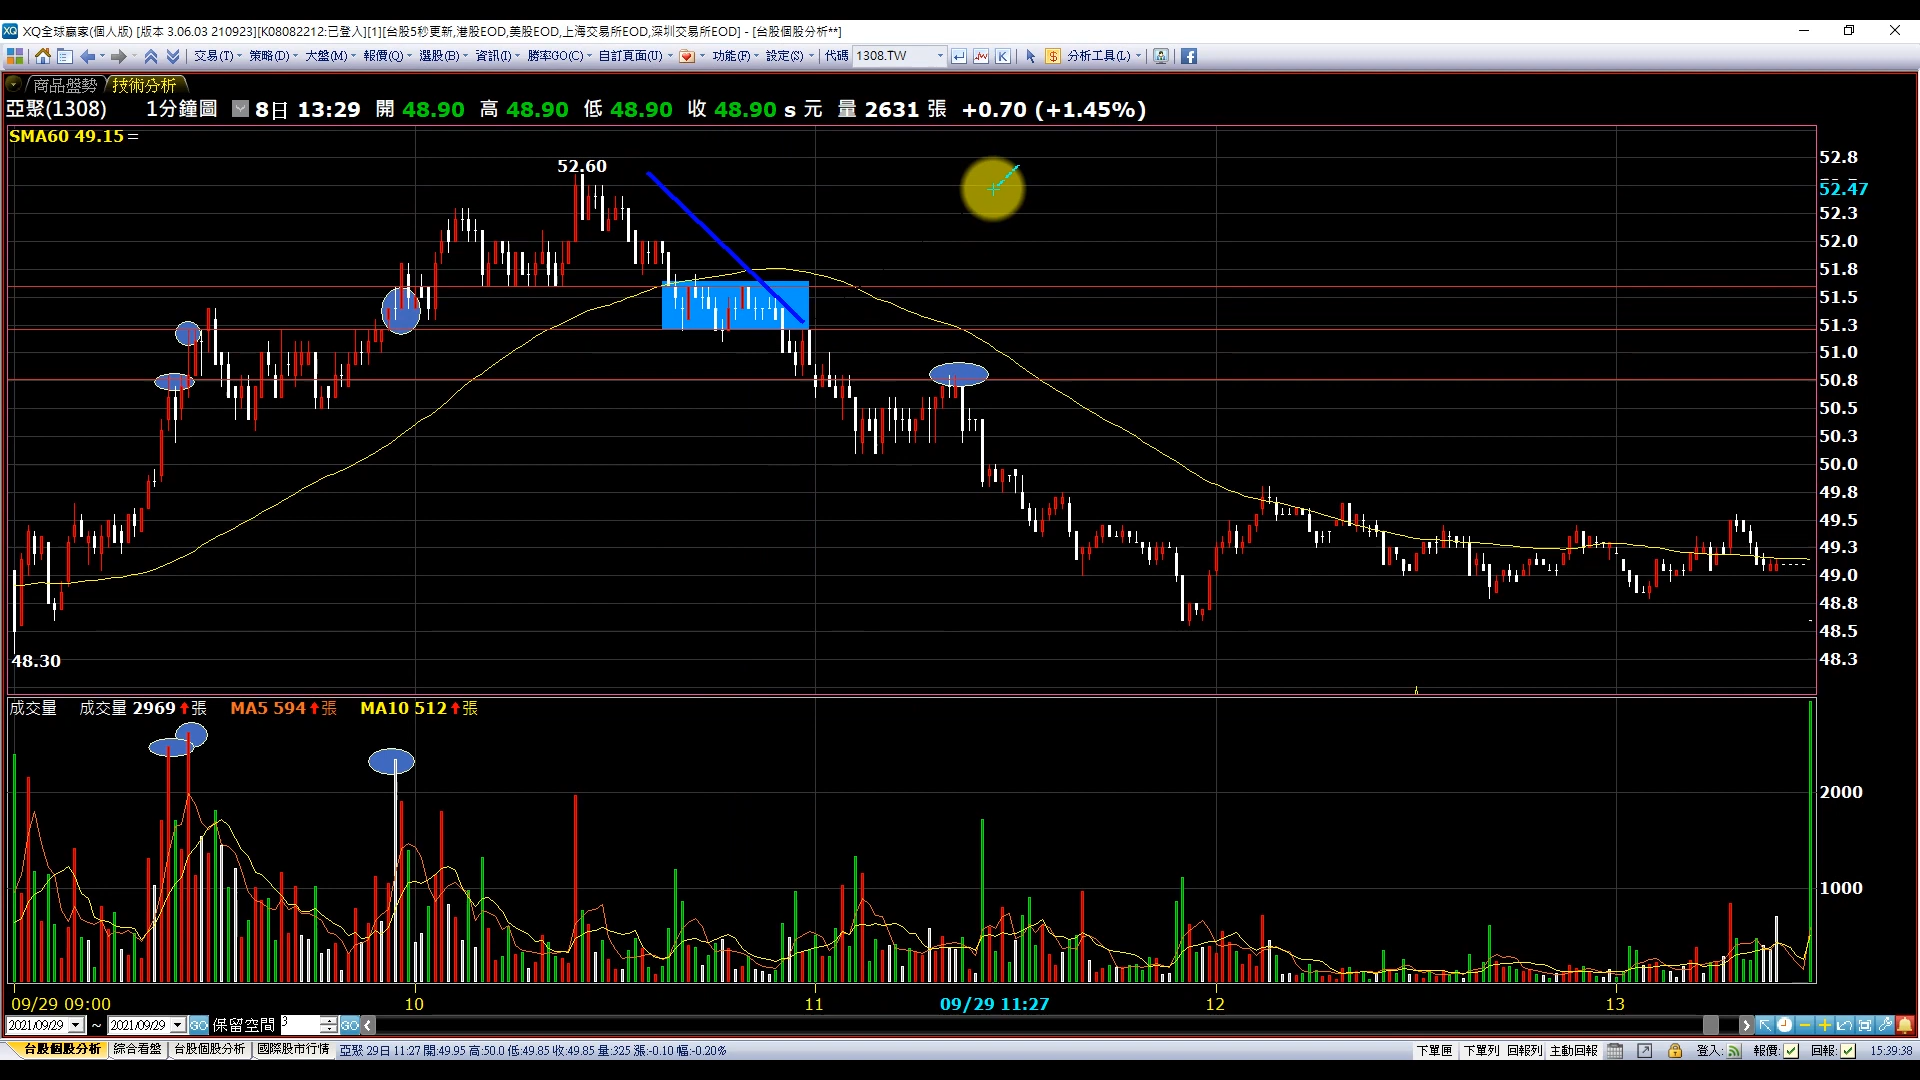 XQ全球贏家(個人版) [版本 3.06.03 210923][K08082212:已登入][1][台股5秒更新,港股EOD,美股EOD,上海交易所EOD,深圳交易所EOD] - [台股個股分析**]
交易(T) 策略(D) 大盤(M) 報價(Q) 選股(B) 資訊(I) 勝率GO(C) 自訂頁面(U) 功能(F) 設定(S) 代碼 1308.TW 分析工具(L)
商品盤勢 技術分析
亞聚(1308) 1分鐘圖 8日 13:29 開 48.90 高 48.90 低 48.90 收 48.90 s 元 量 2631 張 +0.70 (+1.45%)
SMA60 49.15 =
52.60
52.8
52.47
52.3
52.0
51.8
51.5
51.3
51.0
50.8
50.5
50.3
50.0
49.8
49.5
49.3
49.0
48.8
48.5
48.3
48.30
成交量 成交量 2969 張 MA5 594 張 MA10 512 張
2000
1000
09/29 09:00 10 11 09/29 11:27 12 13
2021/09/29 ~ 2021/09/29 GO 保留空間 3 GO
台股個股分析 綜合看盤 台股個股分析 國際股市行情 亞聚 29日 11:27 開:49.95 高:50.0 低:49.85 收:49.85 量:325 漲:-0.10 幅:-0.20% 下單匣 下單列 回報列 主動回報 登入: 報價: 回報: 15:39:38